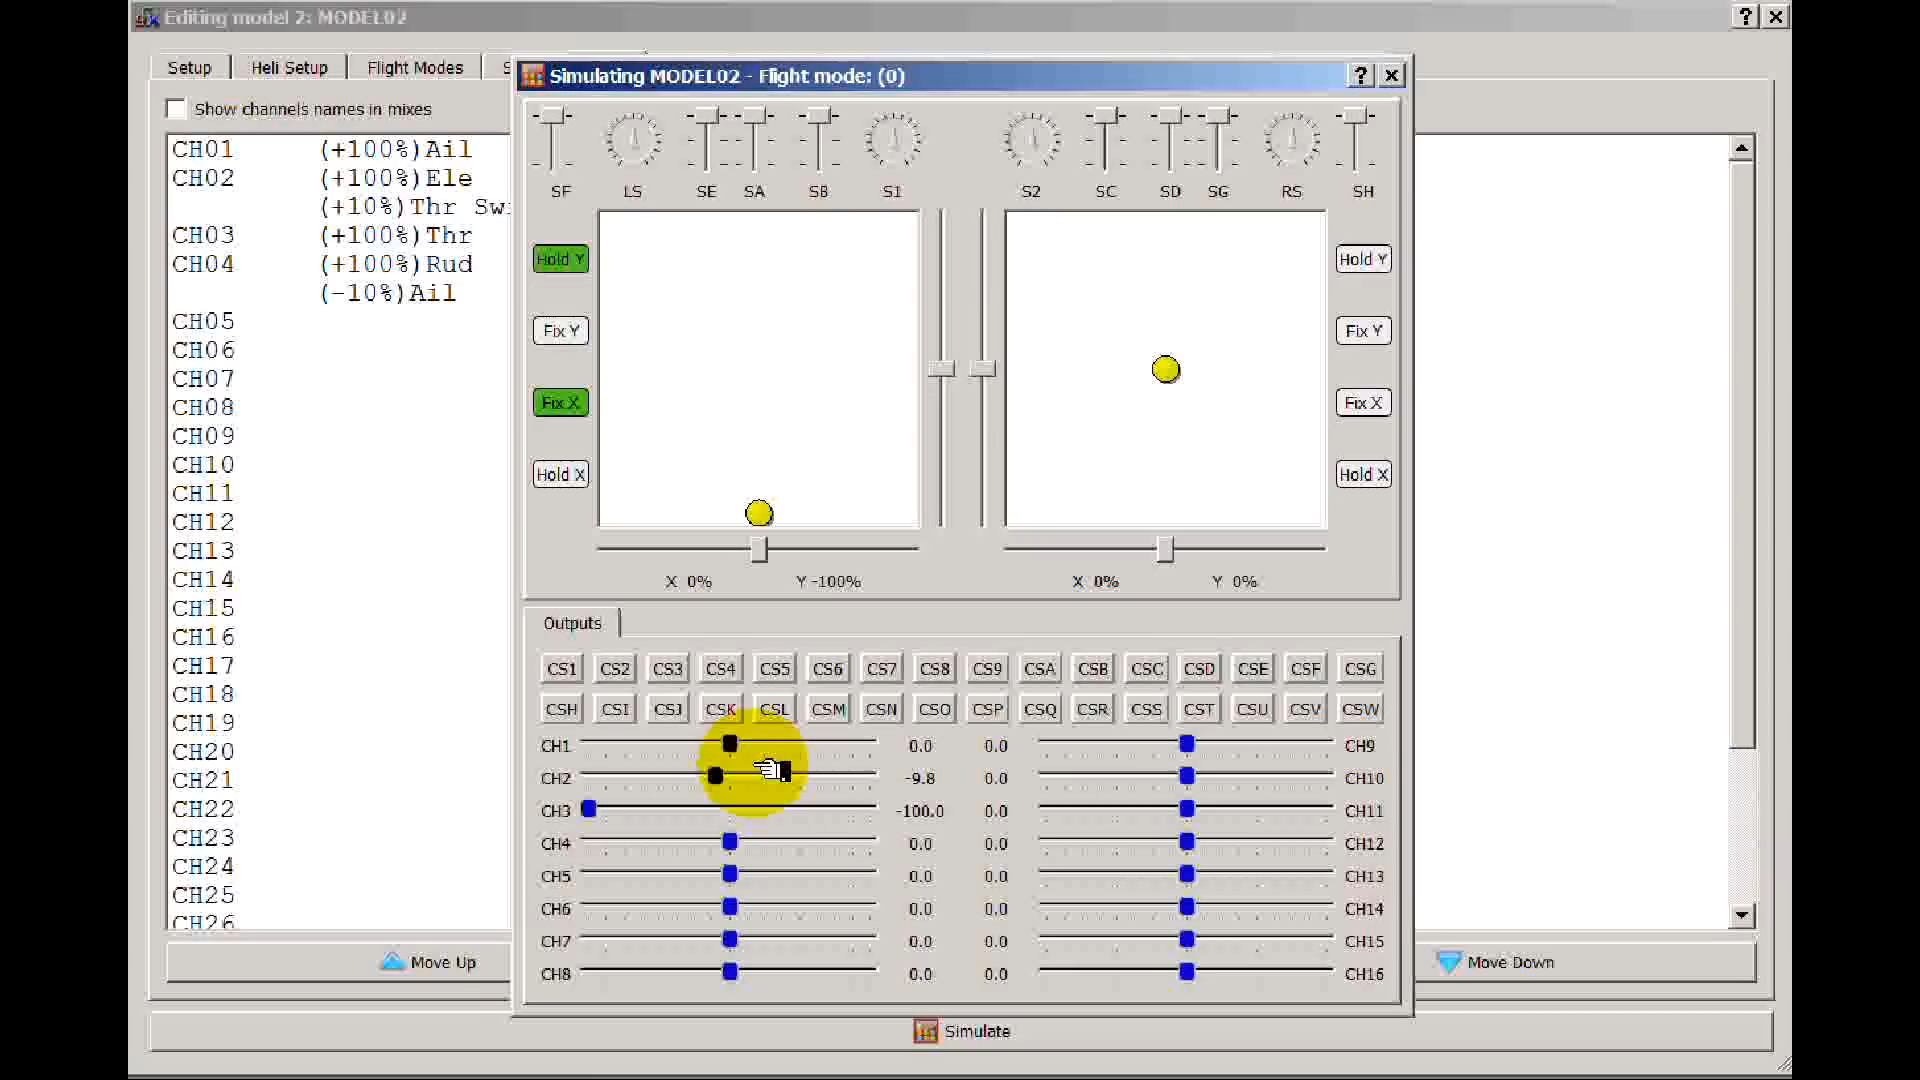 Editing model 2: MODEL02
Setup
Heli Setup
Flight Modes
Show channels names in mixes
CH01 (+100%)Ail
CH02 (+100%)Ele
(+10%)Thr Sw
CH03 (+100%)Thr
CH04 (+100%)Rud
(-10%)Ail
CH05
CH06
CH07
CH08
CH09
CH10
CH11
CH12
CH13
CH14
CH15
CH16
CH17
CH18
CH19
CH20
CH21
CH22
CH23
CH24
CH25
CH26
Move Up
Move Down
Simulate
Simulating MODEL02 - Flight mode: (0)
SF LS SE SA SB S1 S2 SC SD SG RS SH
Hold Y
Fix Y
Fix X
Hold X
Hold Y
Fix Y
Fix X
Hold X
X 0% Y -100% X 0% Y 0%
Outputs
CS1 CS2 CS3 CS4 CS5 CS6 CS7 CS8 CS9 CSA CSB CSC CSD CSE CSF CSG
CSH CSI CSJ CSK CSL CSM CSN CSO CSP CSQ CSR CSS CST CSU CSV CSW
CH1 0.0 0.0 CH9
CH2 -9.8 0.0 CH10
CH3 -100.0 0.0 CH11
CH4 0.0 0.0 CH12
CH5 0.0 0.0 CH13
CH6 0.0 0.0 CH14
CH7 0.0 0.0 CH15
CH8 0.0 0.0 CH16